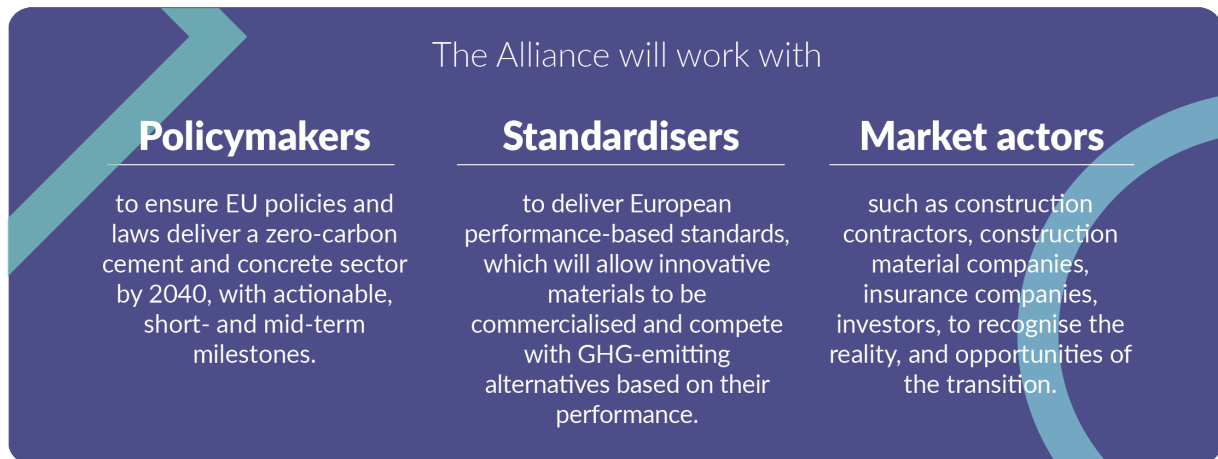 The Alliance will work with
Policymakers
to ensure EU policies and
laws deliver a zero-carbon
cement and concrete sector
by 2040, with actionable,
short- and mid-term
milestones.
Standardisers
to deliver European
performance-based standards,
which will allow innovative
materials to be
commercialised and compete
with GHG-emitting
alternatives based on their
performance.
Market actors
such as construction
contractors, construction
material companies,
insurance companies,
investors, to recognise the
reality, and opportunities of
the transition.